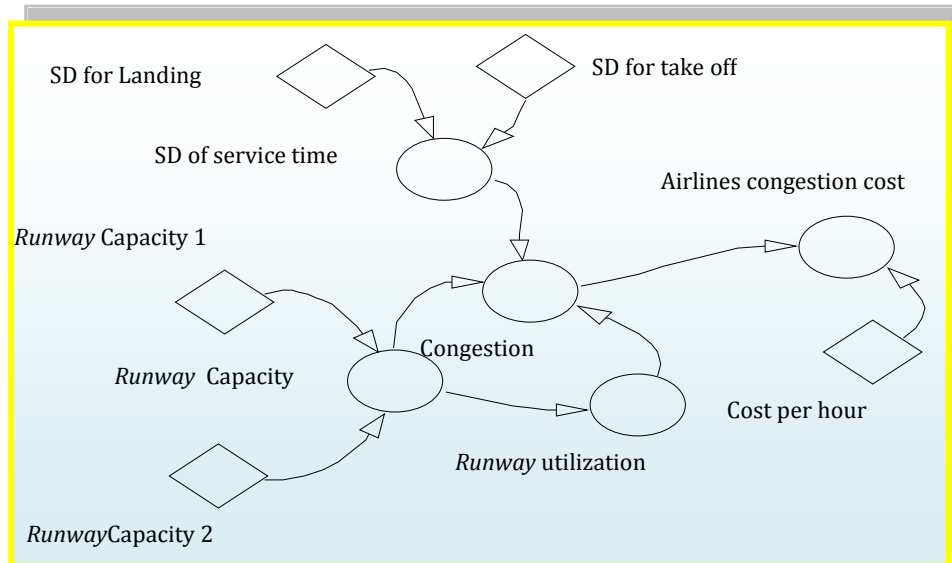 SD for Landing
SD for take off
SD of service time
Airlines congestion cost
Runway Capacity 1
Congestion
Runway Capacity
Cost per hour
Runway utilization
RunwayCapacity 2